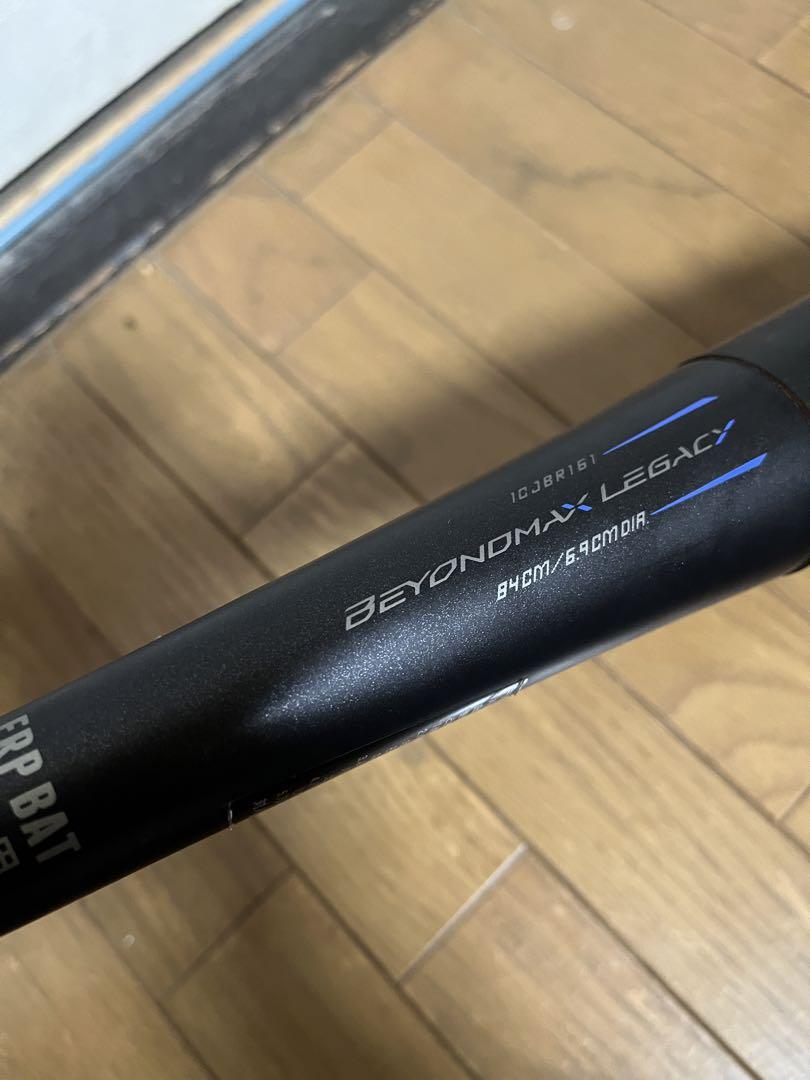 1CJBR161
BEYONDMAX LEGACY
84CM/6.9CMDIA.
FRP BAT